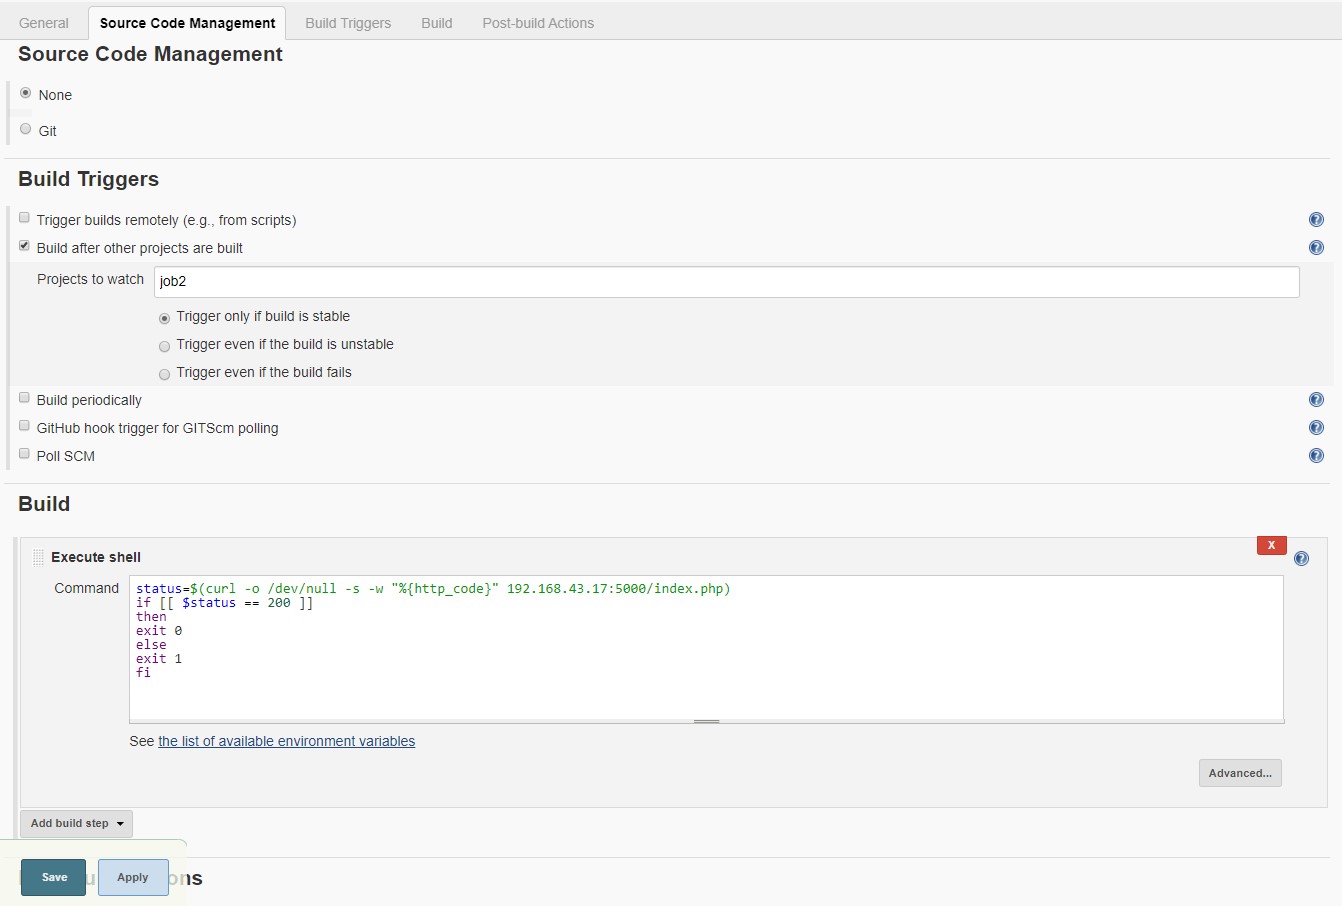 General Source Code Management Build Triggers Build Post-build Actions
Source Code Management
None
Git
Build Triggers
Trigger builds remotely (e.g., from scripts)
Build after other projects are built
Projects to watch job2
Trigger only if build is stable
Trigger even if the build is unstable
Trigger even if the build fails
Build periodically
GitHub hook trigger for GITScm polling
Poll SCM
Build
X
Execute shell
Command
status=$(curl -o /dev/null -s -w "%{http_code}" 192.168.43.17:5000/index.php)
if [[ $status == 200 ]]
then
exit 0
else
exit 1
fi
See the list of available environment variables
Advanced...
Add build step
Save Apply